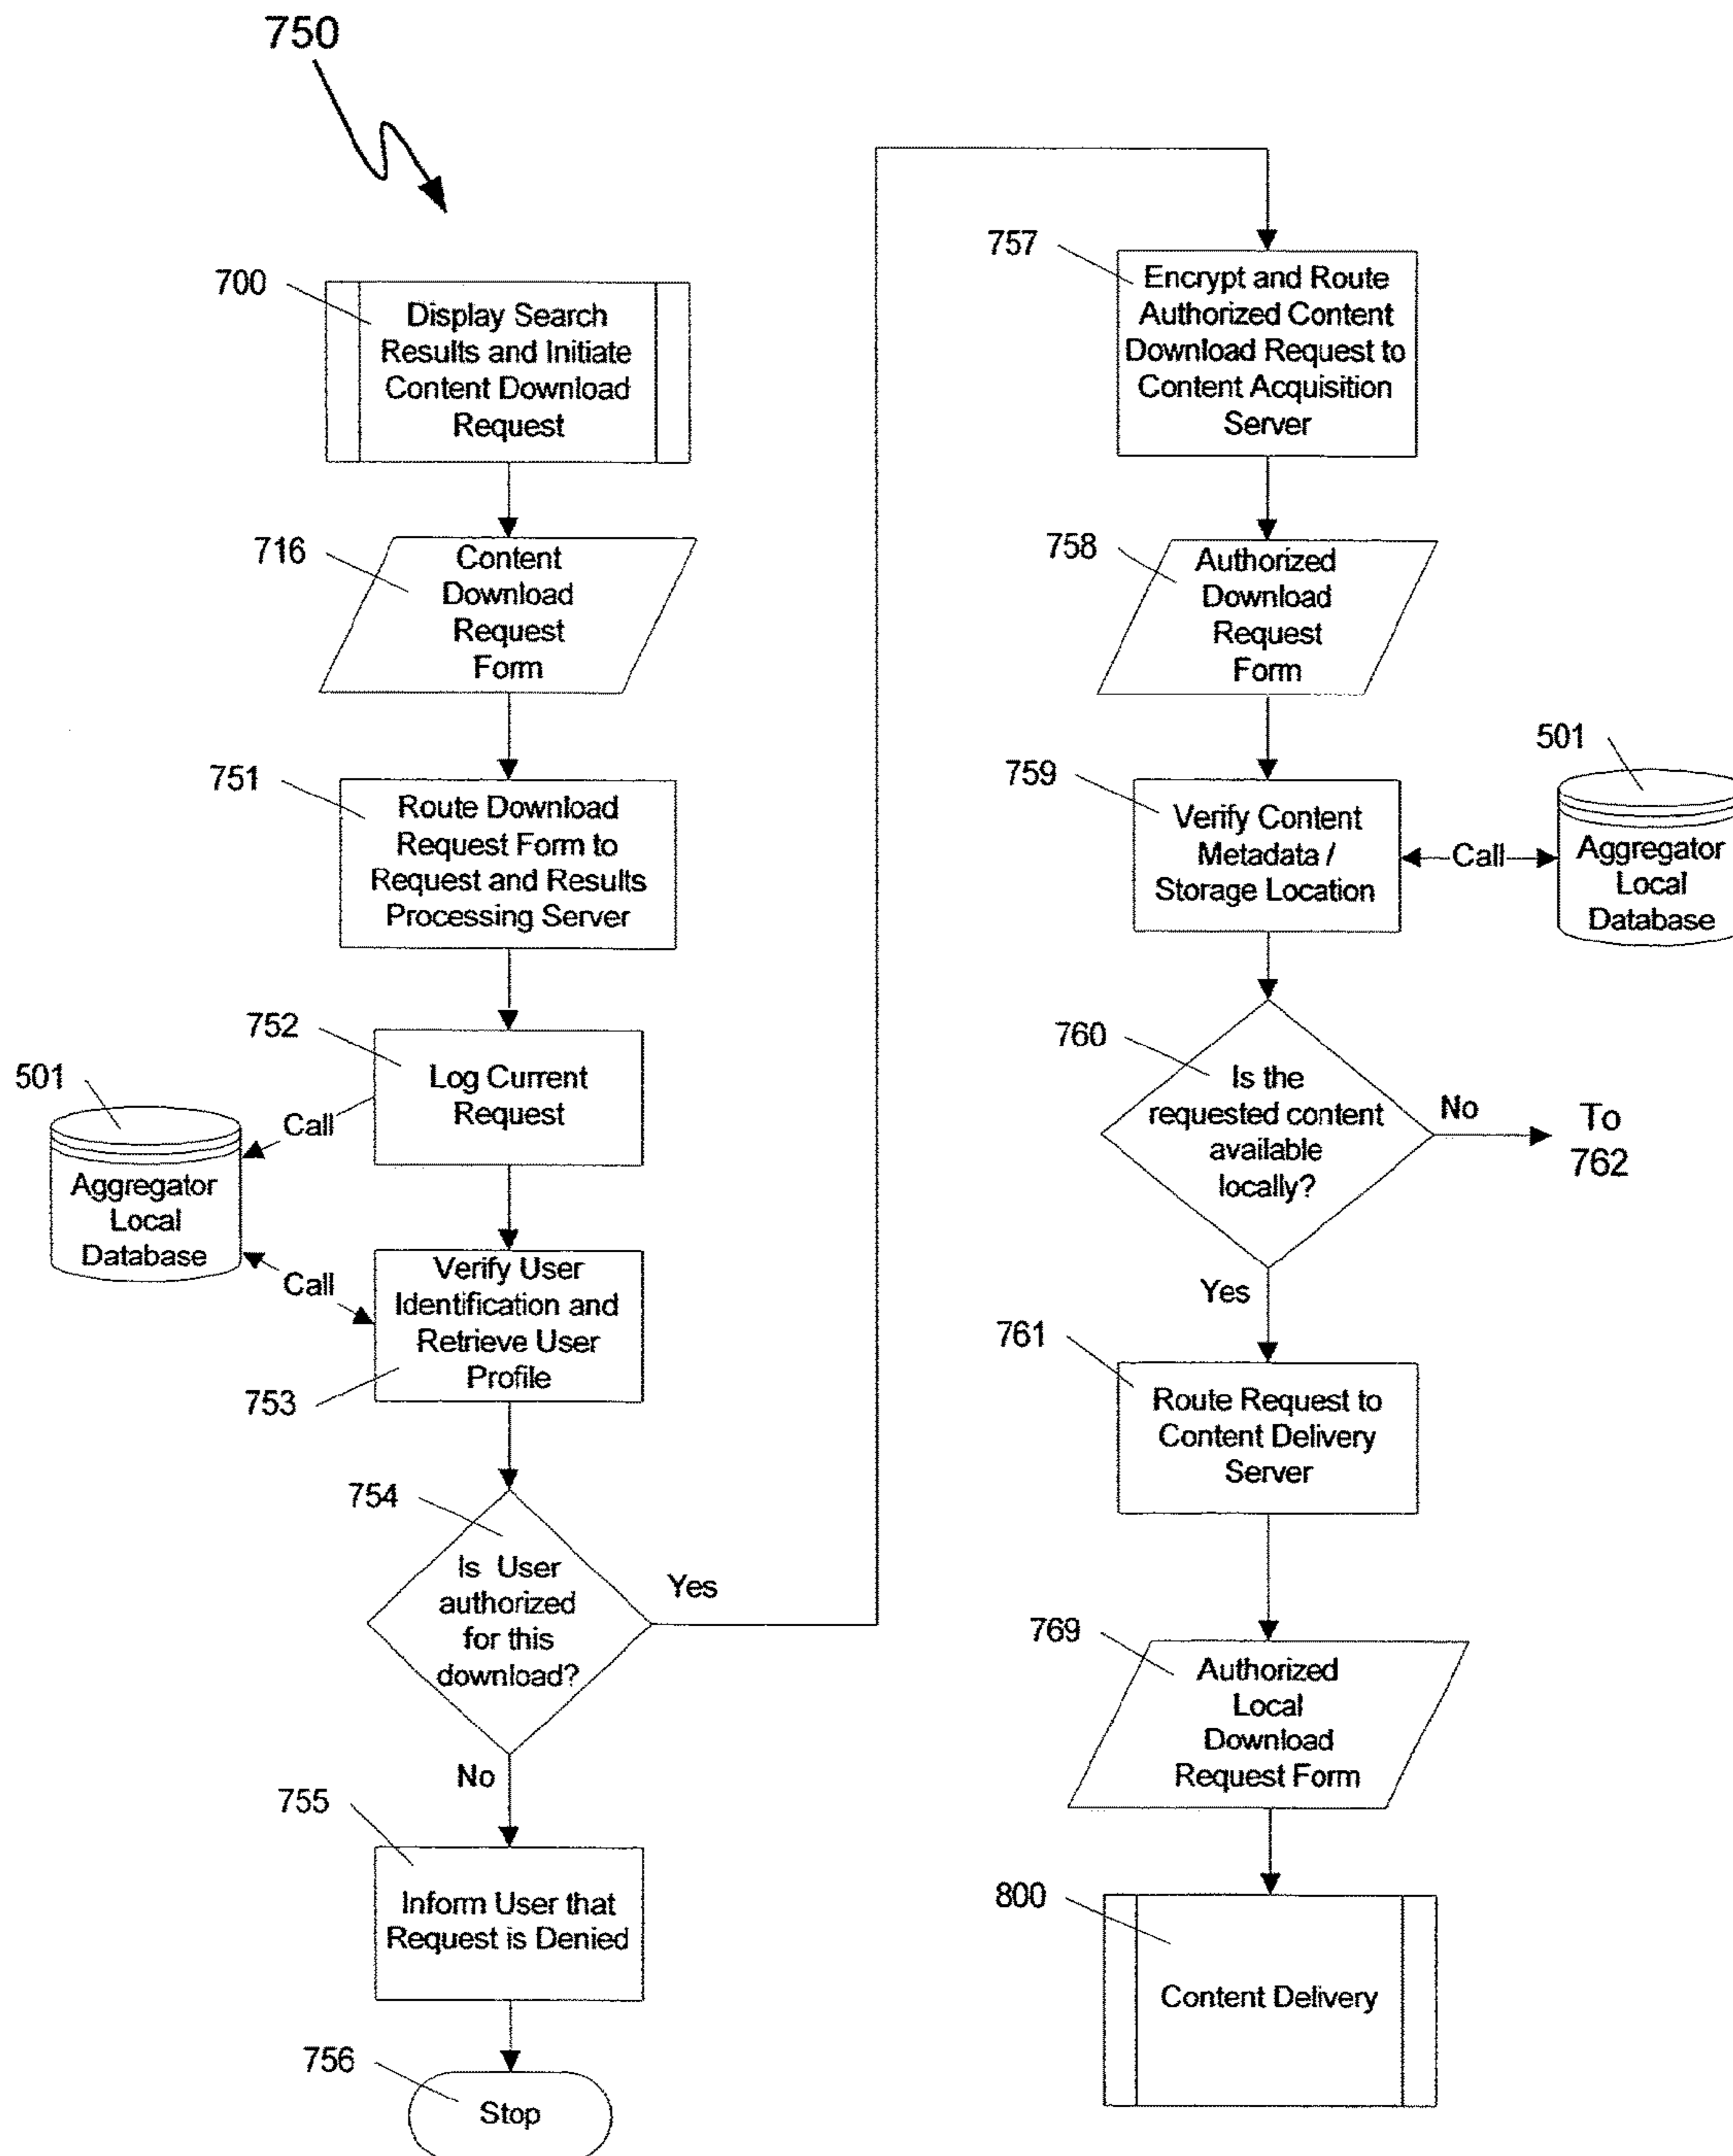 750
700
Display Search
Results and Initiate
Content Download
Request
716
Content
Download
Request
Form
751
Route Download
Request Form to
Request and Results
Processing Server
752
Log Current
Request
501
Call
Aggregator
Local
Database
Call
Verify User
Identification and
Retrieve User
Profile
753
754
Is User
authorized
for this
download?
Yes
No
755
Inform User that
Request is Denied
756
Stop
757
Encrypt and Route
Authorized Content
Download Request to
Content Acquisition
Server
758
Authorized
Download
Request
Form
759
Verify Content
Metadata /
Storage Location
Call
501
Aggregator
Local
Database
760
Is the
requested content
available
locally?
No
To
762
Yes
761
Route Request to
Content Delivery
Server
769
Authorized
Local
Download
Request Form
800
Content Delivery